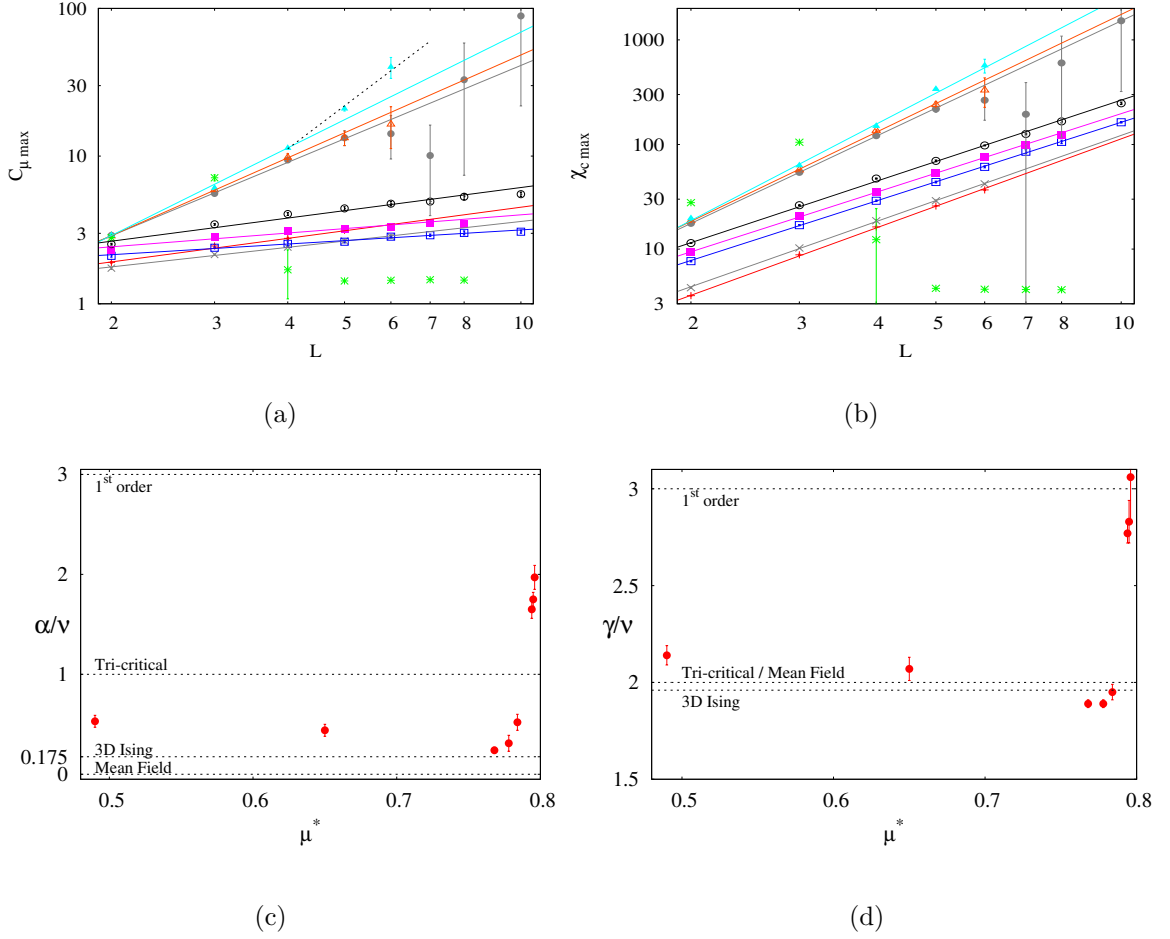 100
30
10
3
1
2
3
4
5
6
7
8
10
C μ max
L
(a)
1000
300
100
30
10
3
2
3
4
5
6
7
8
10
χ c max
L
(b)
3
2
1
0.175
0
0.5
0.6
0.7
0.8
α/ν
μ*
1st order
Tri-critical
3D Ising
Mean Field
(c)
3
2.5
2
1.5
0.5
0.6
0.7
0.8
γ/ν
μ*
1st order
Tri-critical / Mean Field
3D Ising
(d)